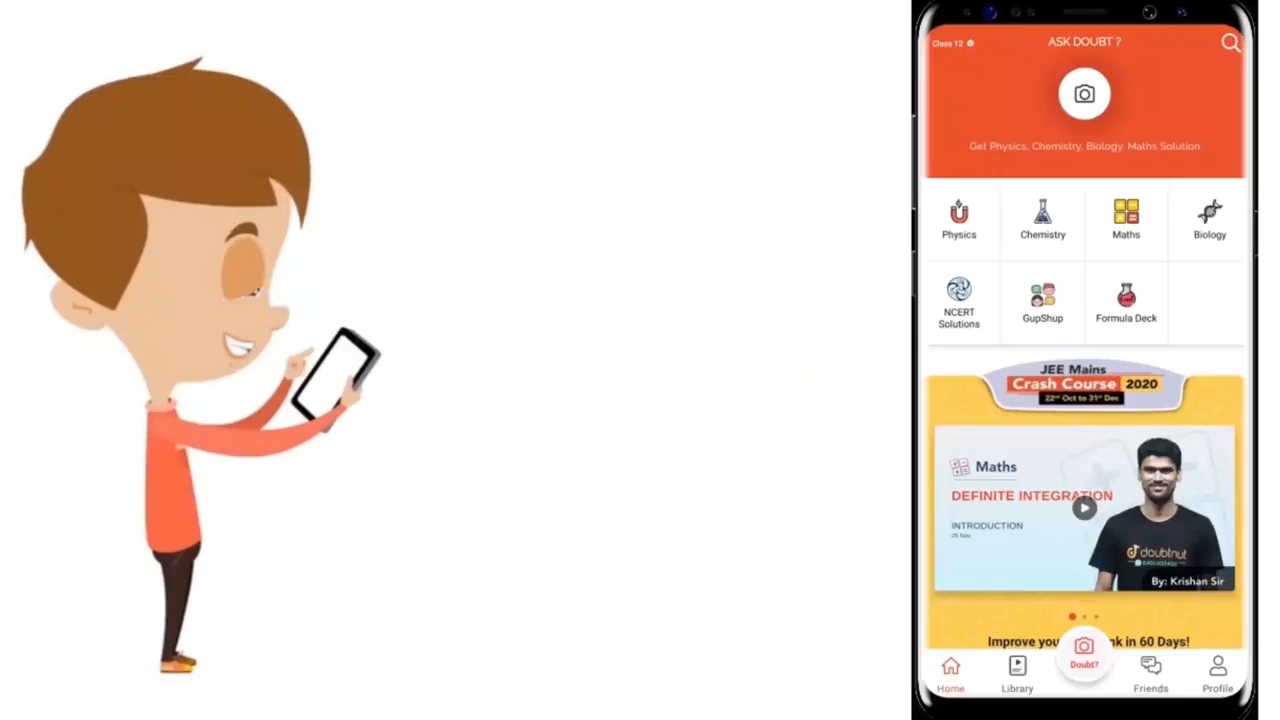 Class 12
ASK DOUBT ?
Get Physics, Chemistry, Biology, Maths Solution
Physics
Chemistry
Maths
Biology
NCERT
Solutions
GupShup
Formula Deck
JEE Mains
Crash Course 2020
22nd Oct to 31st Dec
Maths
DEFINITE INTEGRATION
INTRODUCTION
doubtnut
By: Krishan Sir
Improve you nk in 60 Days!
Doubt?
Home
Library
Friends
Profile